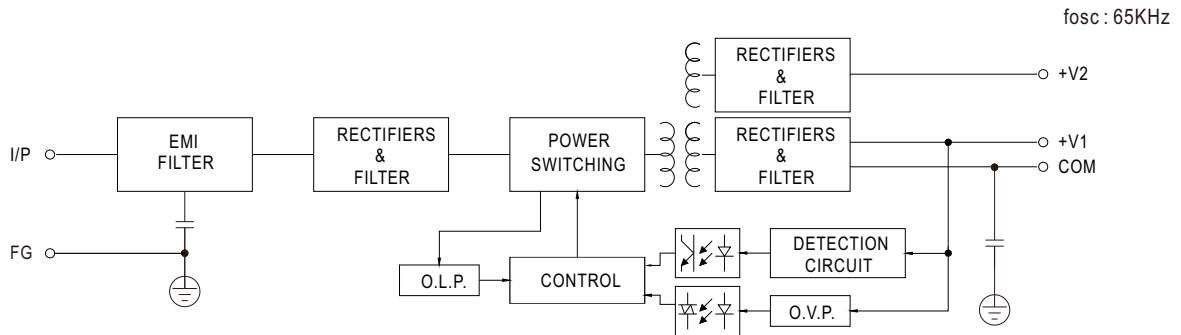 fosc : 65KHz
RECTIFIERS
&
FILTER
+V2
I/P
EMI
FILTER
RECTIFIERS
&
FILTER
POWER
SWITCHING
RECTIFIERS
&
FILTER
+V1
COM
FG
O.L.P.
CONTROL
DETECTION
CIRCUIT
O.V.P.